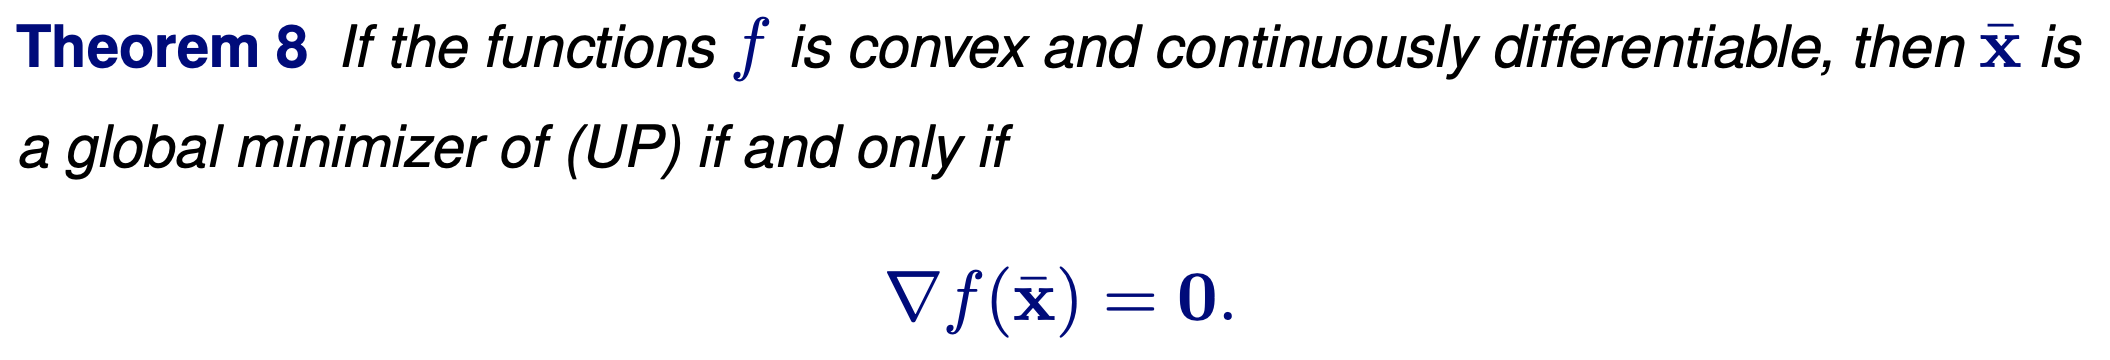 Theorem 8 If the functions f is convex and continuously differentiable, then x̄ is
a global minimizer of (UP) if and only if
∇f(x̄) = 0.